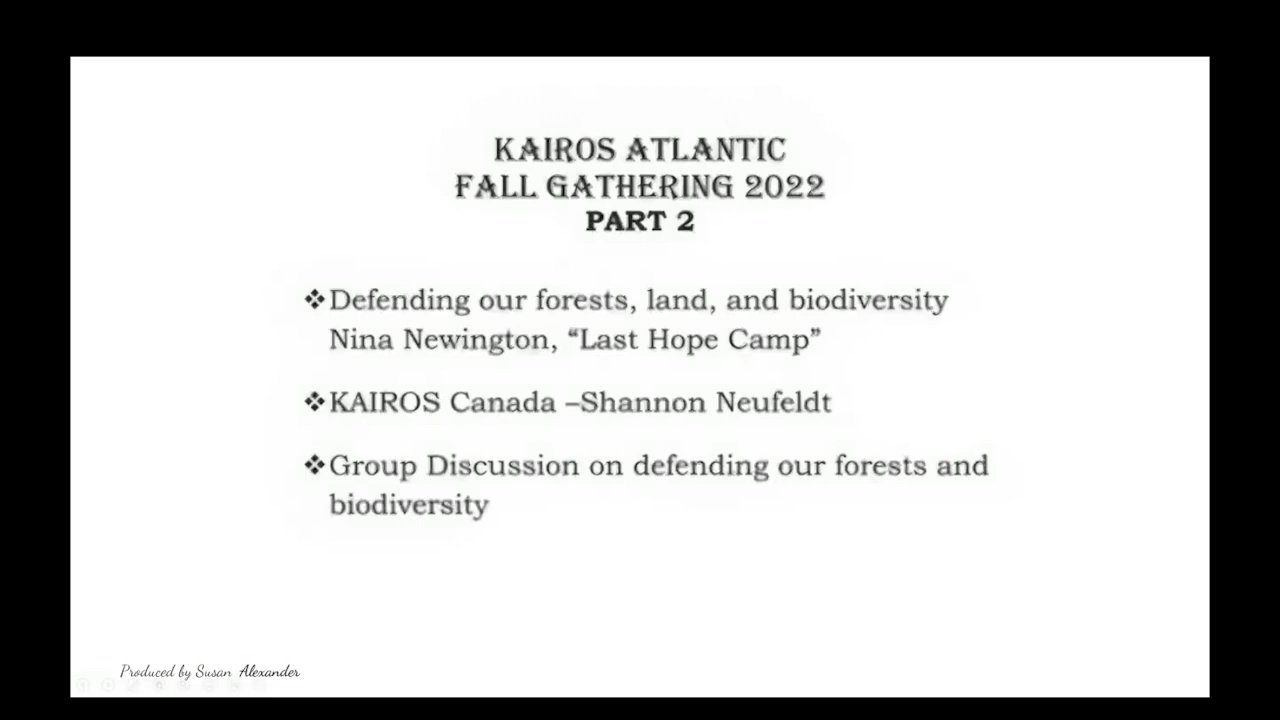 KAIROS ATLANTIC
FALL GATHERING 2022
PART 2
❖Defending our forests, land, and biodiversity
Nina Newington, “Last Hope Camp”
❖KAIROS Canada –Shannon Neufeldt
❖Group Discussion on defending our forests and
biodiversity
Produced by Susan Alexander